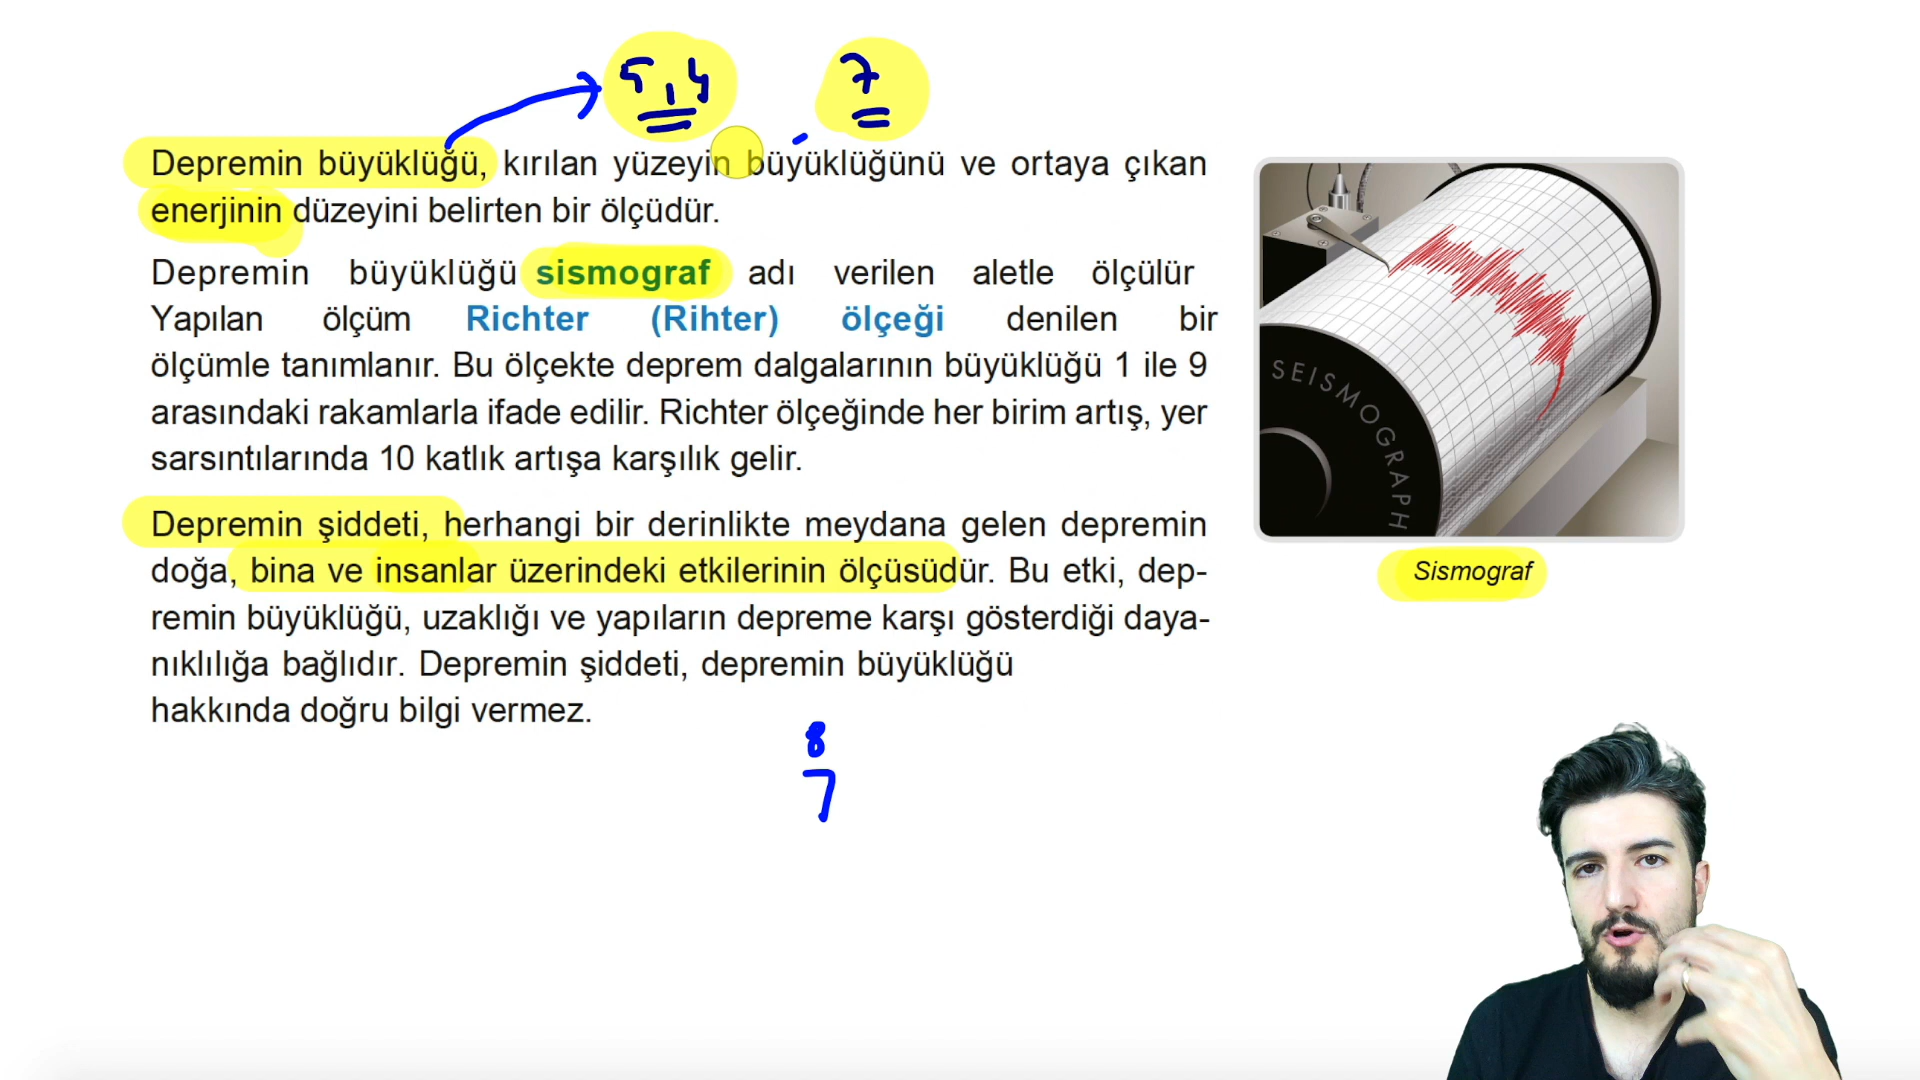 5,4 7
Depremin büyüklüğü, kırılan yüzeyin büyüklüğünü ve ortaya çıkan
enerjinin düzeyini belirten bir ölçüdür.
Depremin büyüklüğü sismograf adı verilen aletle ölçülür
Yapılan ölçüm Richter (Rihter) ölçeği denilen bir
ölçümle tanımlanır. Bu ölçekte deprem dalgalarının büyüklüğü 1 ile 9
arasındaki rakamlarla ifade edilir. Richter ölçeğinde her birim artış, yer
sarsıntılarında 10 katlık artışa karşılık gelir.
Depremin şiddeti, herhangi bir derinlikte meydana gelen depremin
doğa, bina ve insanlar üzerindeki etkilerinin ölçüsüdür. Bu etki, dep-
remin büyüklüğü, uzaklığı ve yapıların depreme karşı gösterdiği daya-
nıklılığa bağlıdır. Depremin şiddeti, depremin büyüklüğü
hakkında doğru bilgi vermez.
8
7
SEISMOGRAPH
Sismograf